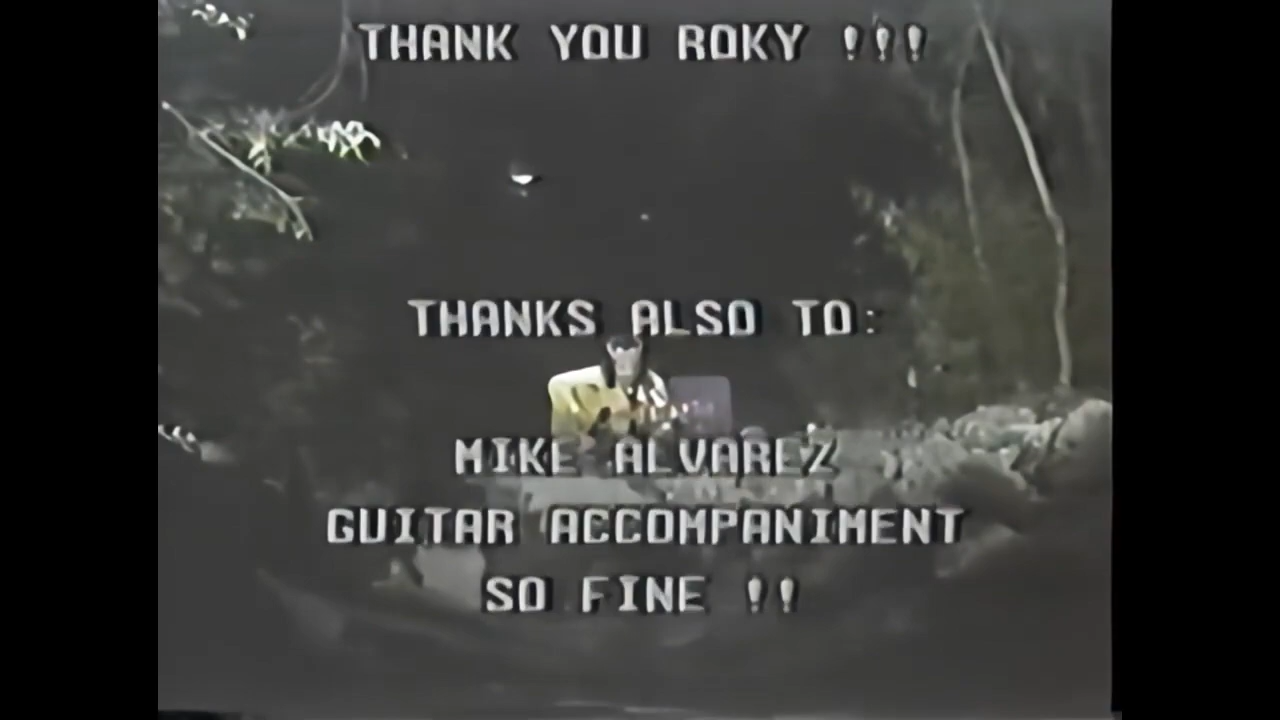 THANK YOU ROKY !!!
THANKS ALSO TO:
MIKE ALVAREZ
GUITAR ACCOMPANIMENT
SO FINE !!